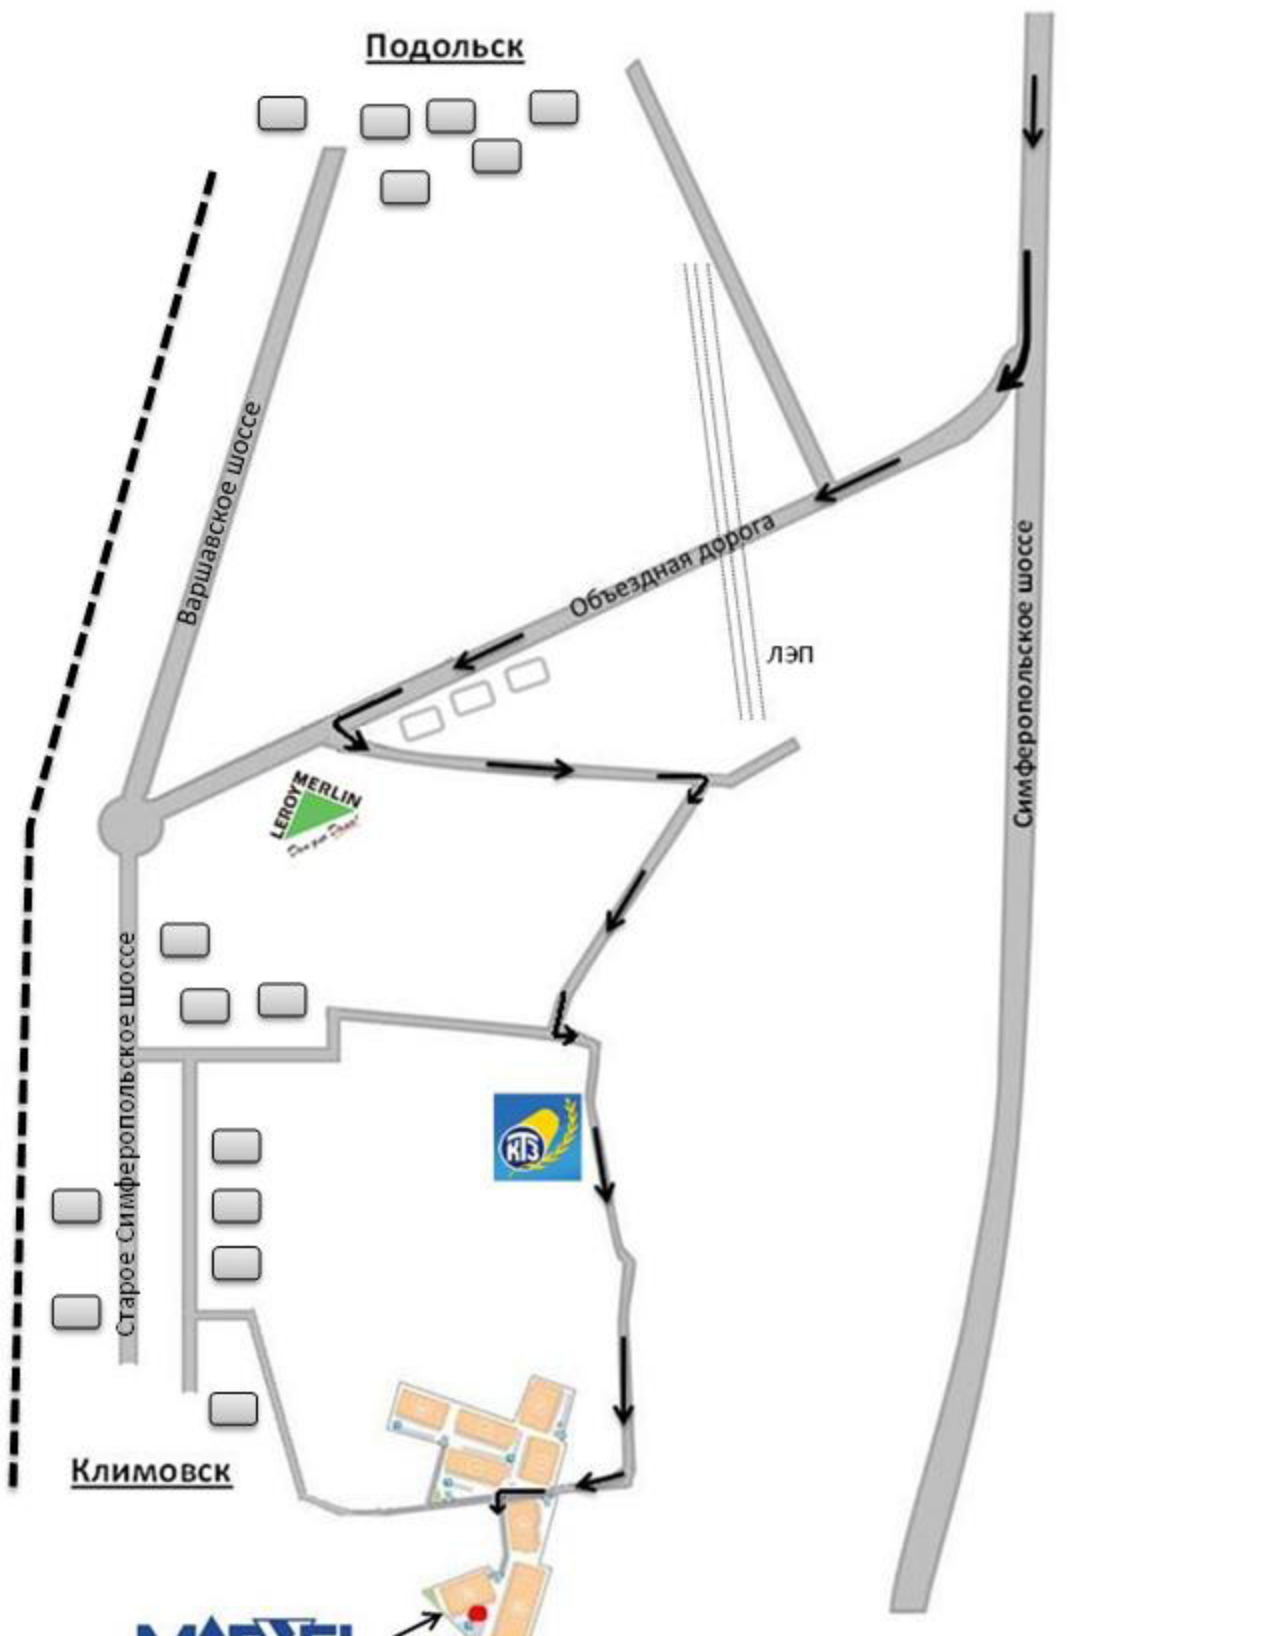 Подольск
Варшавское шоссе
Объездная дорога
ЛЭП
Симферопольское шоссе
LEROY MERLIN
Старое Симферопольское шоссе
КТЗ
Климовск